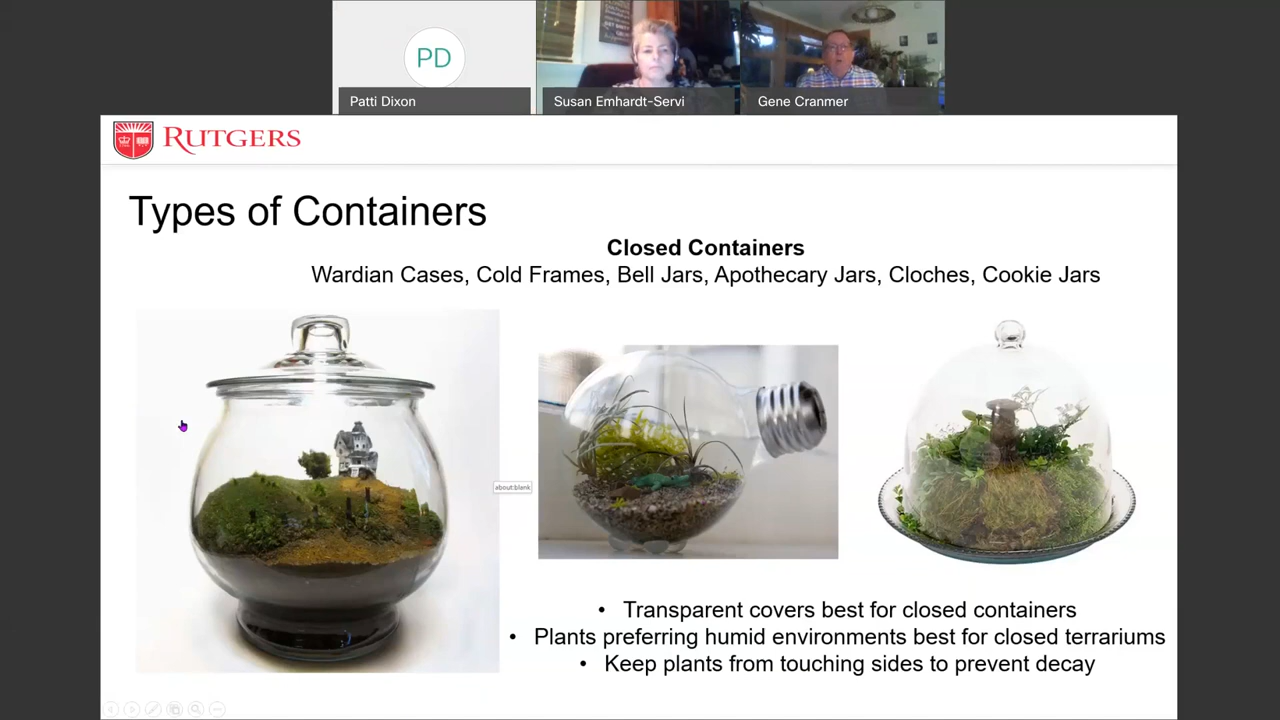 PD
Patti Dixon
Susan Emhardt-Servi
Gene Cranmer
RUTGERS
Types of Containers
Closed Containers
Wardian Cases, Cold Frames, Bell Jars, Apothecary Jars, Cloches, Cookie Jars
about:blank
• Transparent covers best for closed containers
• Plants preferring humid environments best for closed terrariums
• Keep plants from touching sides to prevent decay